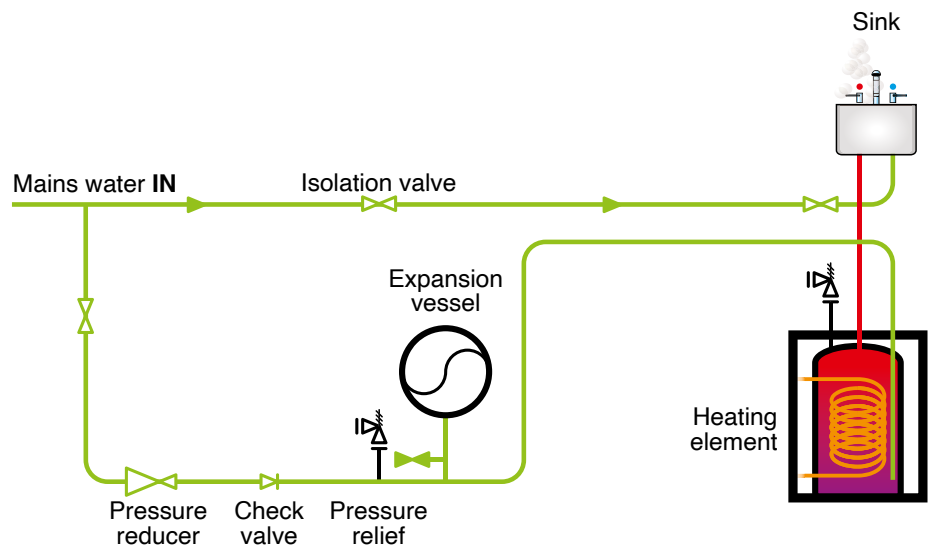 Sink
Mains water IN
Isolation valve
Expansion
vessel
Heating
element
Pressure
reducer
Check
valve
Pressure
relief